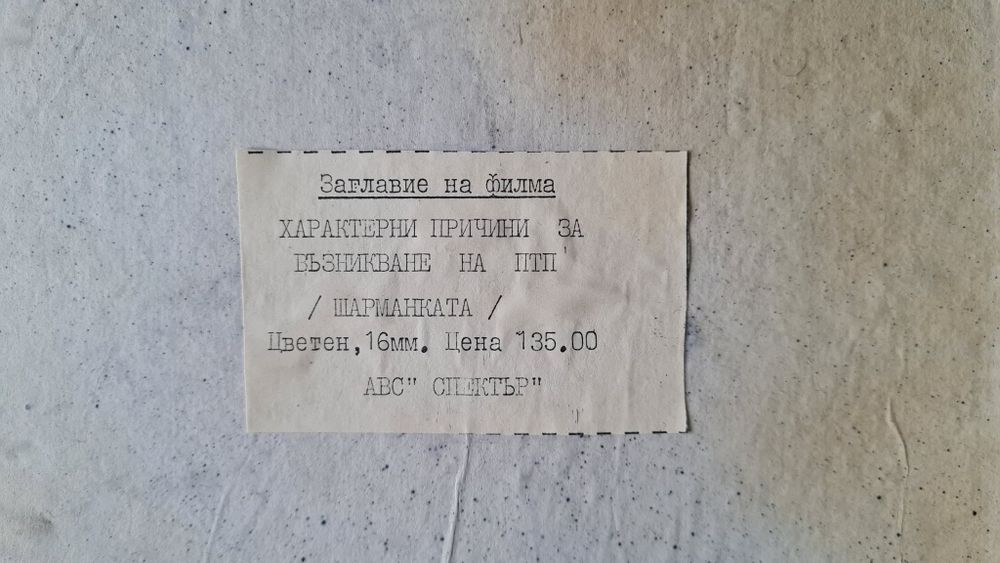 Заглавие на филма
ХАРАКТЕРНИ ПРИЧИНИ ЗА
ВЪЗНИКВАНЕ НА ПТП
/ ШАРМАНКАТА /
Цветен,16мм. Цена 135.00
АВС" СПЕКТЪР"